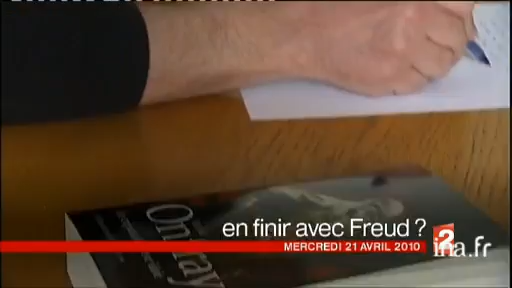 en finir avec Freud ?
MERCREDI 21 AVRIL 2010
2
ina.fr
Onfray